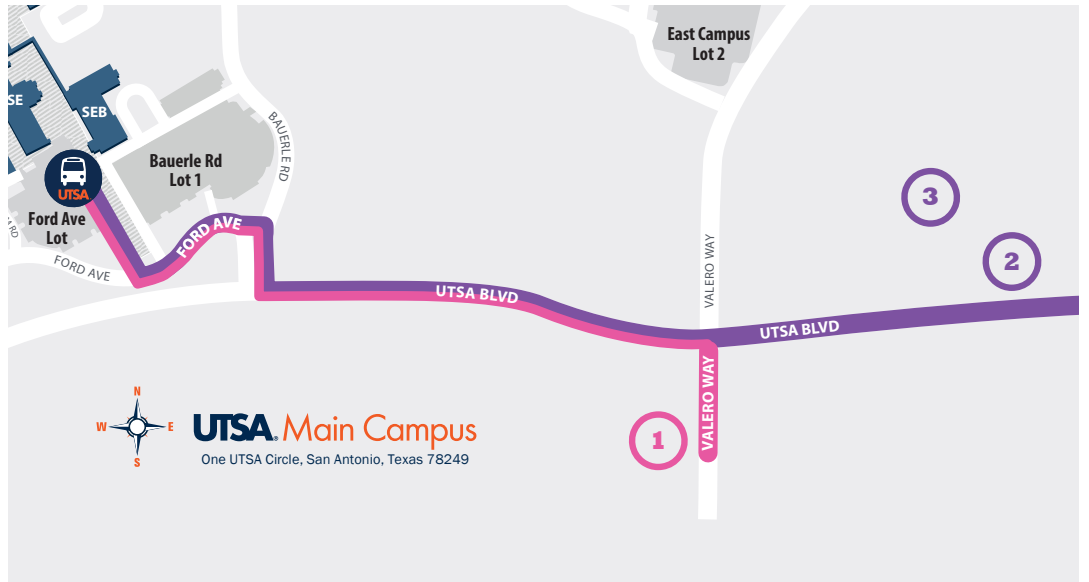 East Campus
Lot 2
SE
SEB
BAUERLE RD
Bauerle Rd
Lot 1
UTSA
3
Ford Ave
Lot
FORD AVE
FORD AVE
VALERO WAY
2
UTSA BLVD
UTSA BLVD
VALERO WAY
N
W
E
S
UTSA. Main Campus
One UTSA Circle, San Antonio, Texas 78249
1